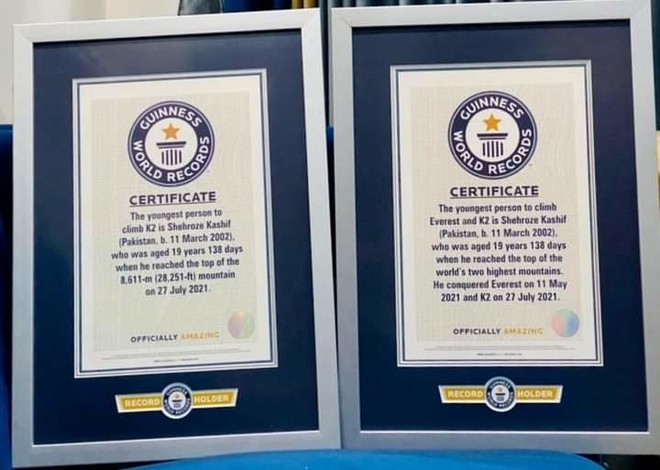 GUINNESS
WORLD RECORDS
CERTIFICATE
The youngest person to
climb K2 is Shehroze Kashif
(Pakistan, b. 11 March 2002),
who was aged 19 years 138 days
when he reached the top of the
8,611-m (28,251-ft) mountain
on 27 July 2021.
OFFICIALLY AMAZING
RECORD HOLDER
GUINNESS
WORLD RECORDS
CERTIFICATE
The youngest person to climb
Everest and K2 is Shehroze Kashif
(Pakistan, b. 11 March 2002),
who was aged 19 years 138 days
when he reached the top of the
world's two highest mountains.
He conquered Everest on 11 May
2021 and K2 on 27 July 2021.
OFFICIALLY AMAZING
RECORD HOLDER